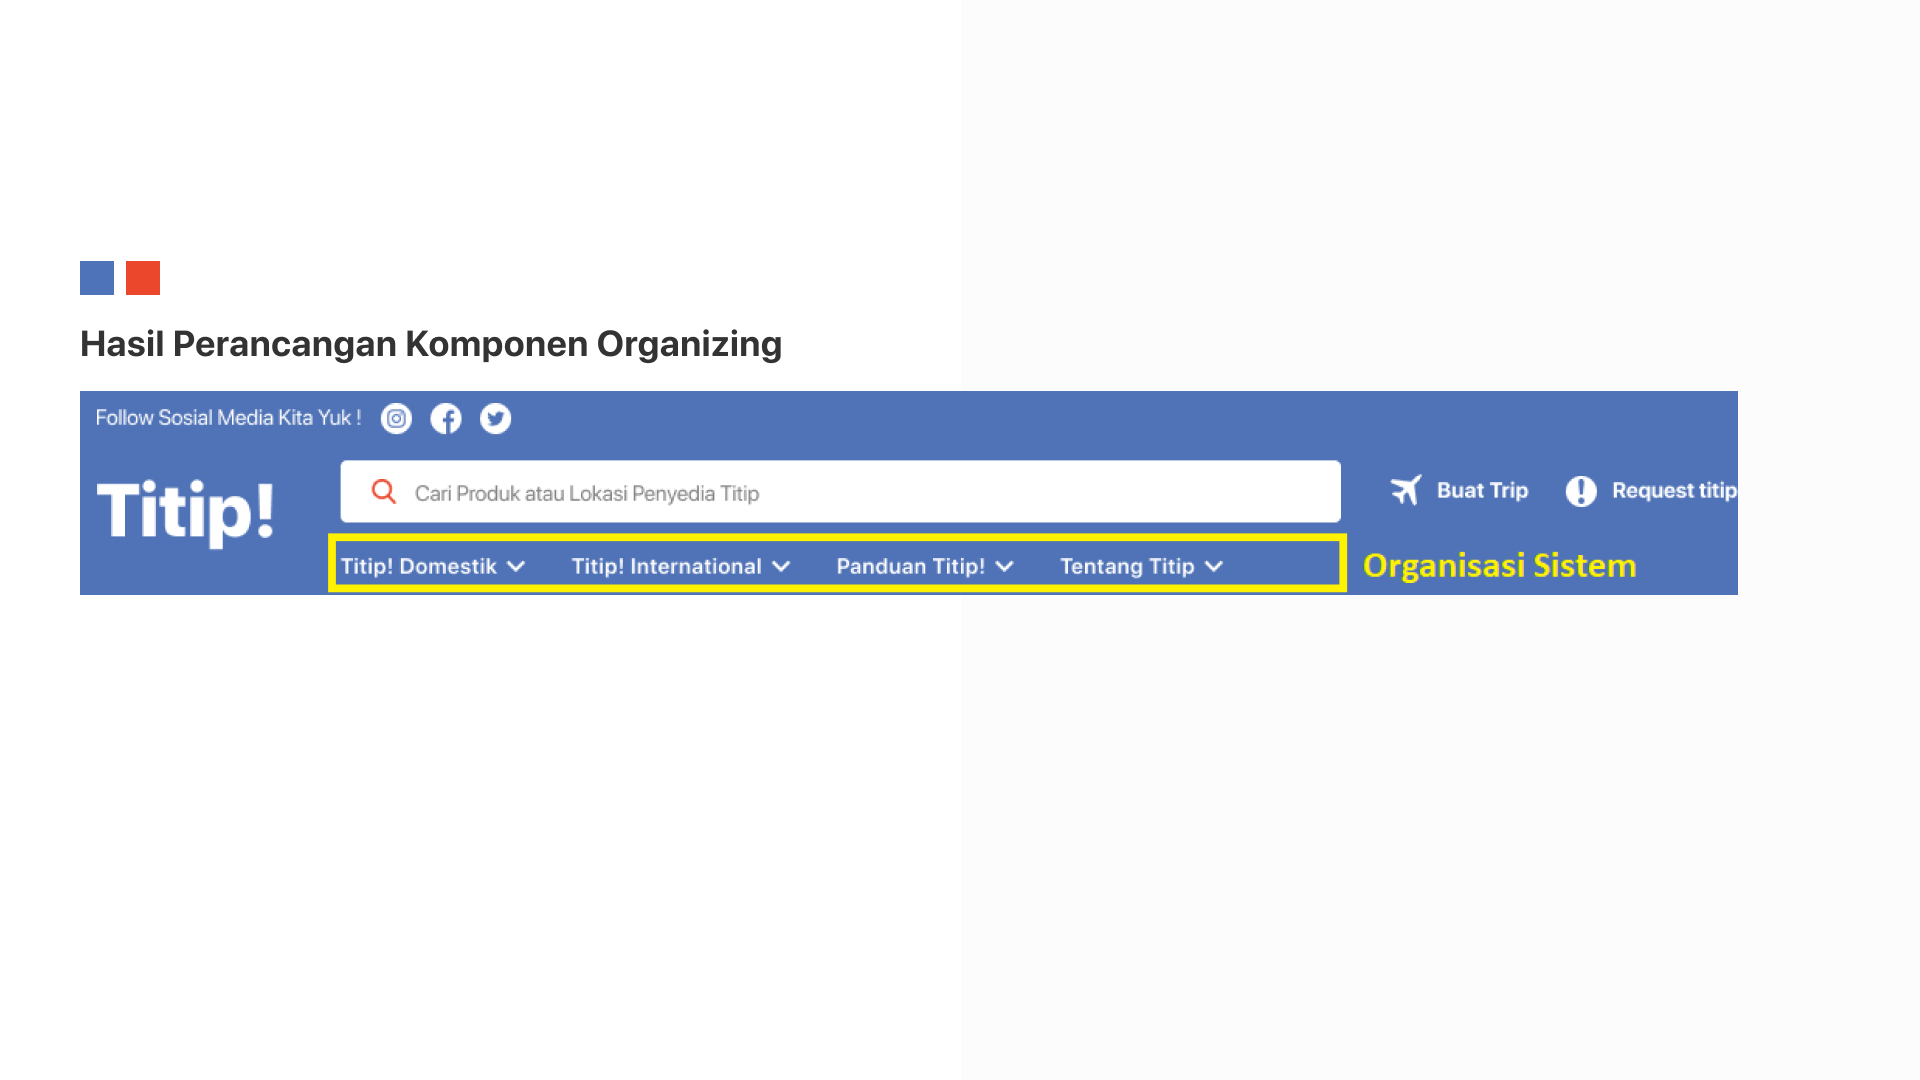 Hasil Perancangan Komponen Organizing
Follow Sosial Media Kita Yuk !
Titip!
Cari Produk atau Lokasi Penyedia Titip
Buat Trip
Request titip
Titip! Domestik
Titip! International
Panduan Titip!
Tentang Titip
Organisasi Sistem